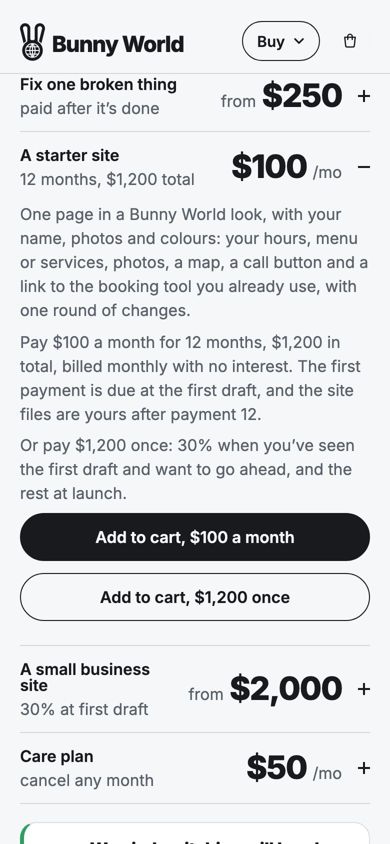 Bunny World
Buy
Fix one broken thing
paid after it’s done
from $250 +
A starter site
12 months, $1,200 total
$100 /mo −
One page in a Bunny World look, with your
name, photos and colours: your hours, menu
or services, photos, a map, a call button and a
link to the booking tool you already use, with
one round of changes.
Pay $100 a month for 12 months, $1,200 in
total, billed monthly with no interest. The first
payment is due at the first draft, and the site
files are yours after payment 12.
Or pay $1,200 once: 30% when you’ve seen
the first draft and want to go ahead, and the
rest at launch.
Add to cart, $100 a month
Add to cart, $1,200 once
A small business
site
30% at first draft
from $2,000 +
Care plan
cancel any month
$50 /mo +